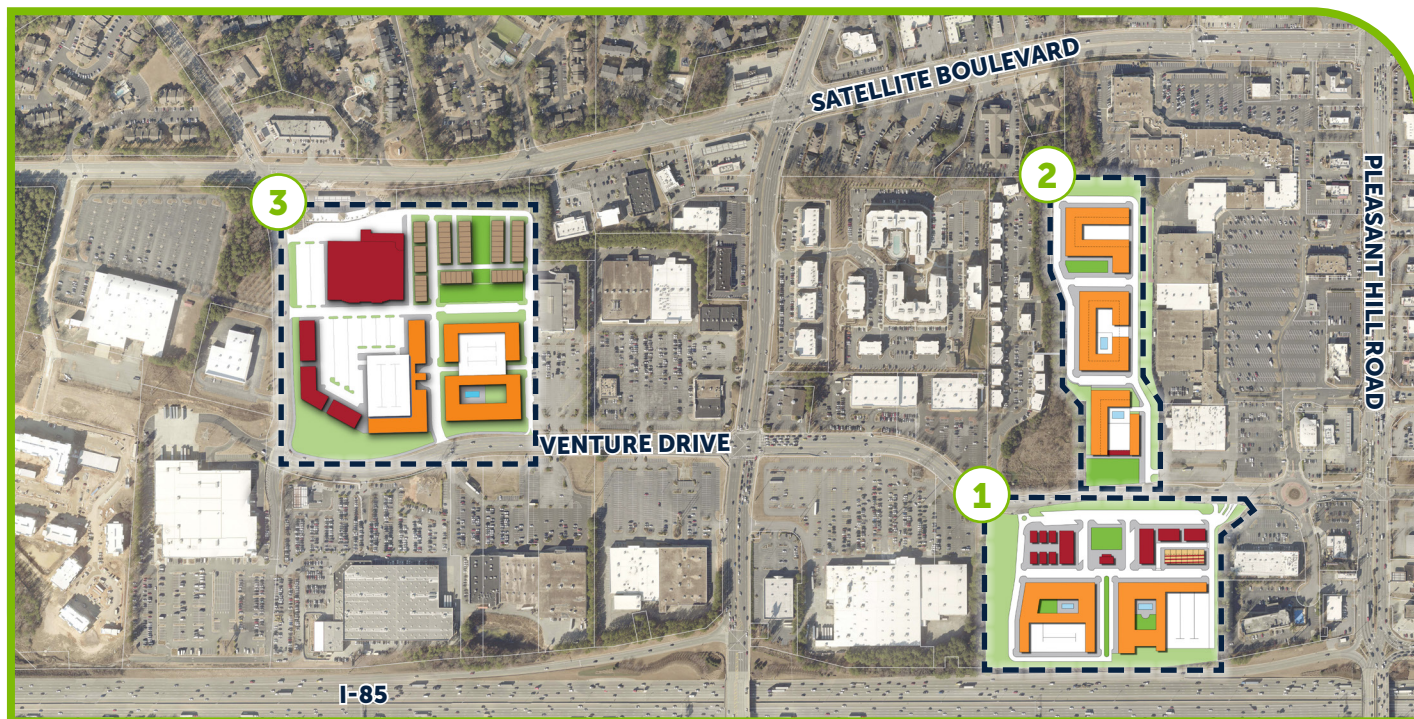 SATELLITE BOULEVARD
PLEASANT HILL ROAD
2
3
VENTURE DRIVE
1
I-85